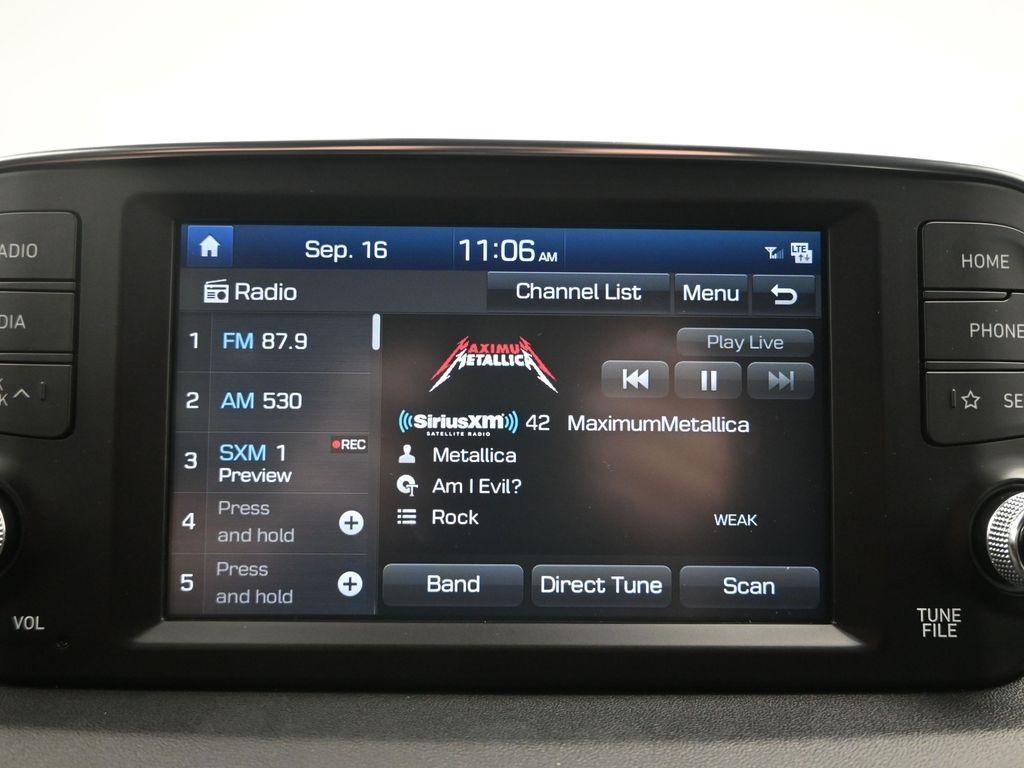 Sep. 16 11:06 AM LTE
Radio Channel List Menu
1 FM 87.9
2 AM 530
3 SXM 1 REC
Preview
4 Press
and hold
5 Press
and hold
MAXIMUM
METALLICA
Play Live
SiriusXM 42 MaximumMetallica
SATELLITE RADIO
Metallica
Am I Evil?
Rock WEAK
Band Direct Tune Scan
ADIO
DIA
K
VOL
HOME
PHONE
SE
TUNE
FILE